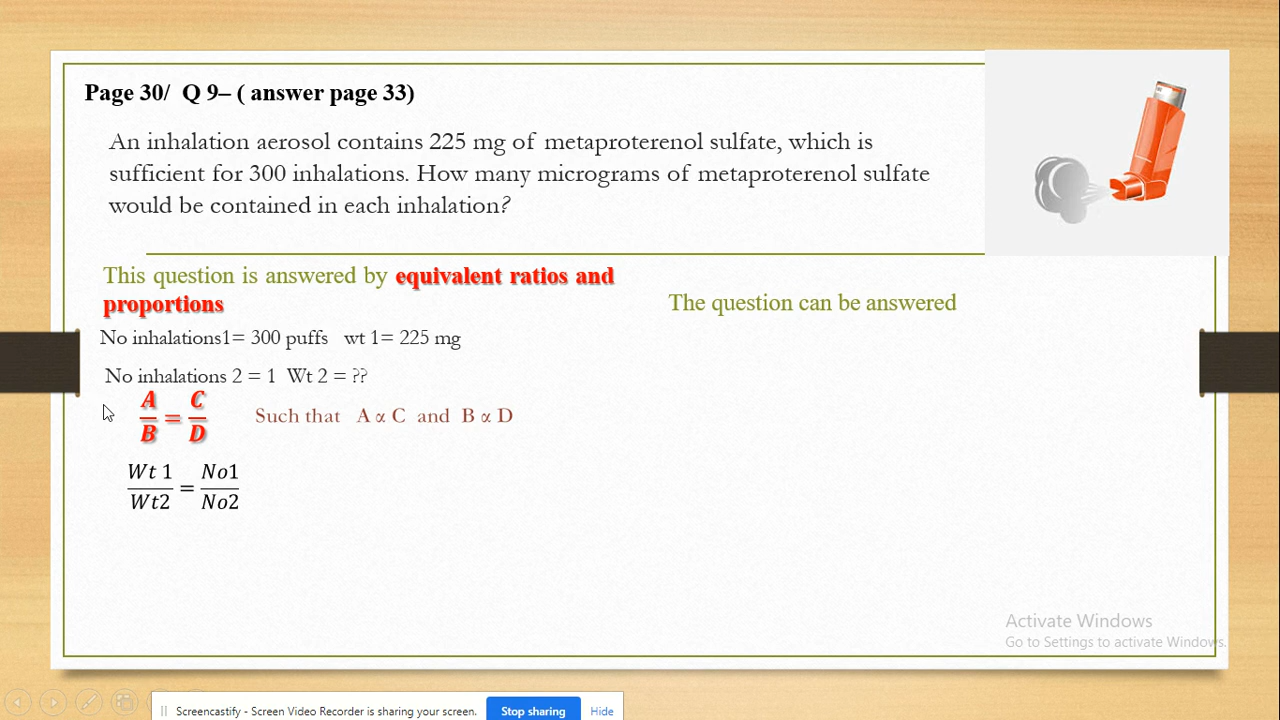 Page 30/ Q 9– ( answer page 33)
An inhalation aerosol contains 225 mg of metaproterenol sulfate, which is
sufficient for 300 inhalations. How many micrograms of metaproterenol sulfate
would be contained in each inhalation?
This question is answered by equivalent ratios and
proportions
The question can be answered
No inhalations1= 300 puffs wt 1= 225 mg
No inhalations 2 = 1 Wt 2 = ??
A/B = C/D Such that A ∝ C and B ∝ D
Wt 1/Wt2 = No1/No2
Activate Windows
Go to Settings to activate Windows.
Screencastify - Screen Video Recorder is sharing your screen. Stop sharing Hide